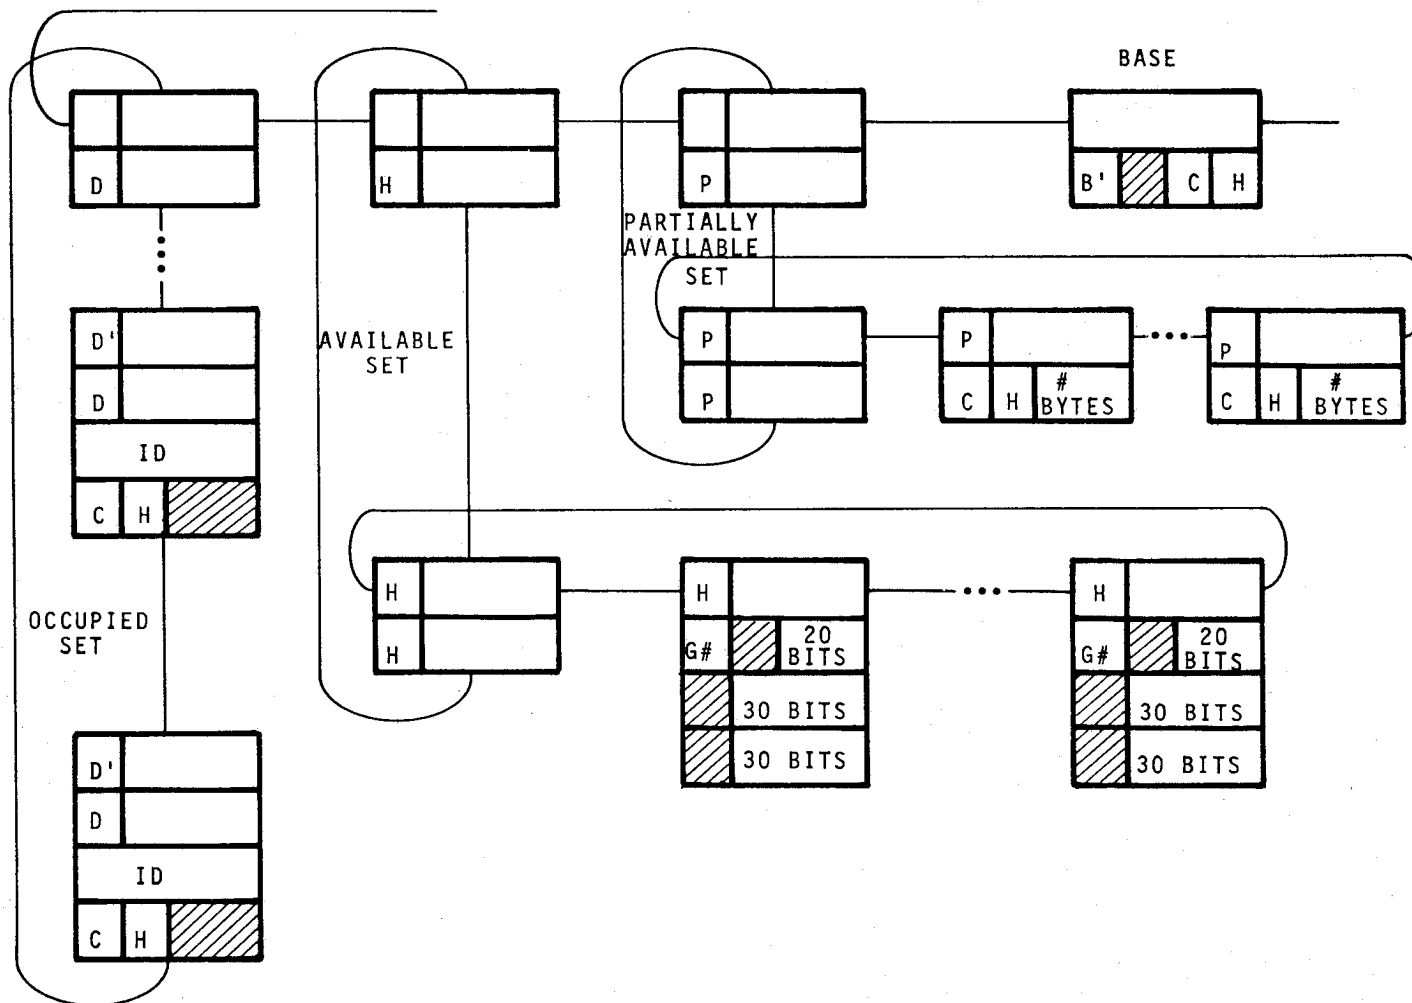 BASE
D
H
P
B' C H
PARTIALLY
AVAILABLE
SET
D'
D
ID
C H
AVAILABLE
SET
P
P
P
C H # BYTES
P
C H # BYTES
OCCUPIED
SET
H
H
H
G# 20 BITS
30 BITS
30 BITS
H
G# 20 BITS
30 BITS
30 BITS
D'
D
ID
C H